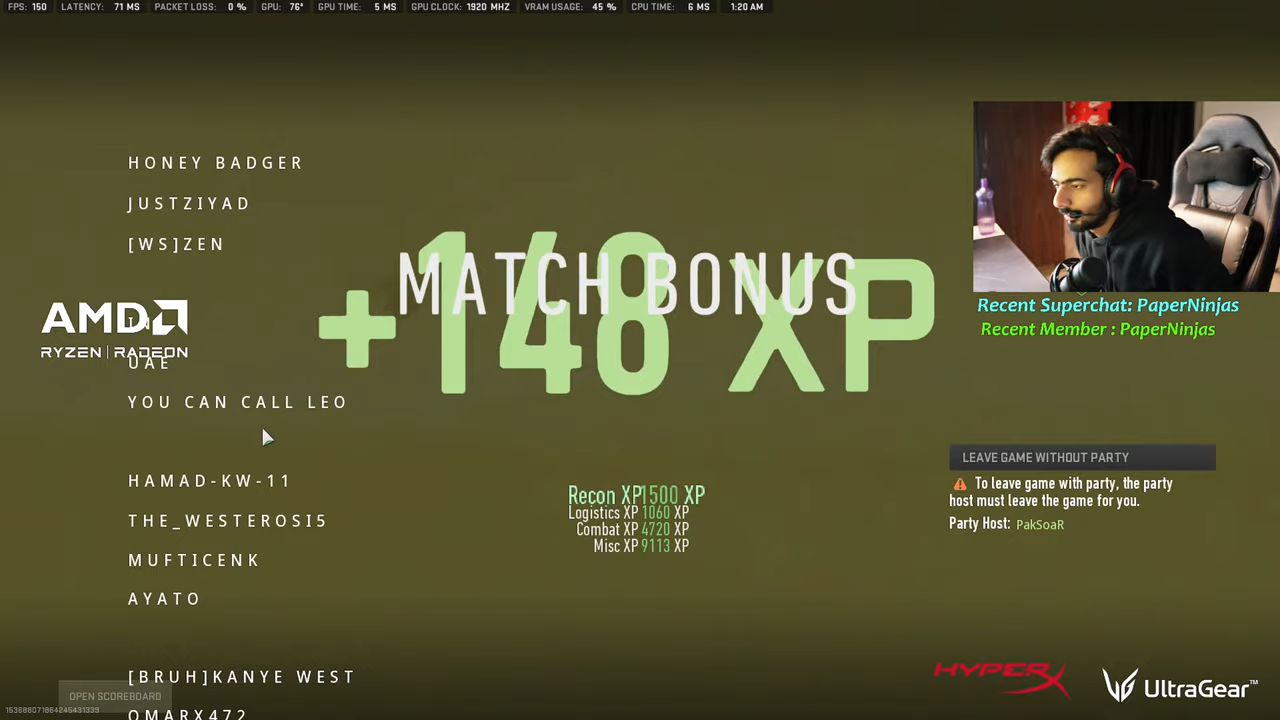 FPS: 150 LATENCY: 71 MS PACKET LOSS: 0 % GPU: 76° GPU TIME: 5 MS GPU CLOCK: 1920 MHZ VRAM USAGE: 45 % CPU TIME: 6 MS 1:20 AM
HONEY BADGER
JUSTZIYAD
[WS]ZEN
AMD
RYZEN | RADEON
UAE
YOU CAN CALL LEO
HAMAD-KW-11
THE_WESTEROSI5
MUFTICENK
AYATO
[BRUH]KANYE WEST
OMARX472
OPEN SCOREBOARD
MATCH BONUS
+148 XP
Recon XP 1500 XP
Logistics XP 1060 XP
Combat XP 4720 XP
Misc XP 9113 XP
Recent Superchat: PaperNinjas
Recent Member : PaperNinjas
LEAVE GAME WITHOUT PARTY
To leave game with party, the party
host must leave the game for you.
Party Host: PakSoaR
HYPERX
UltraGear™